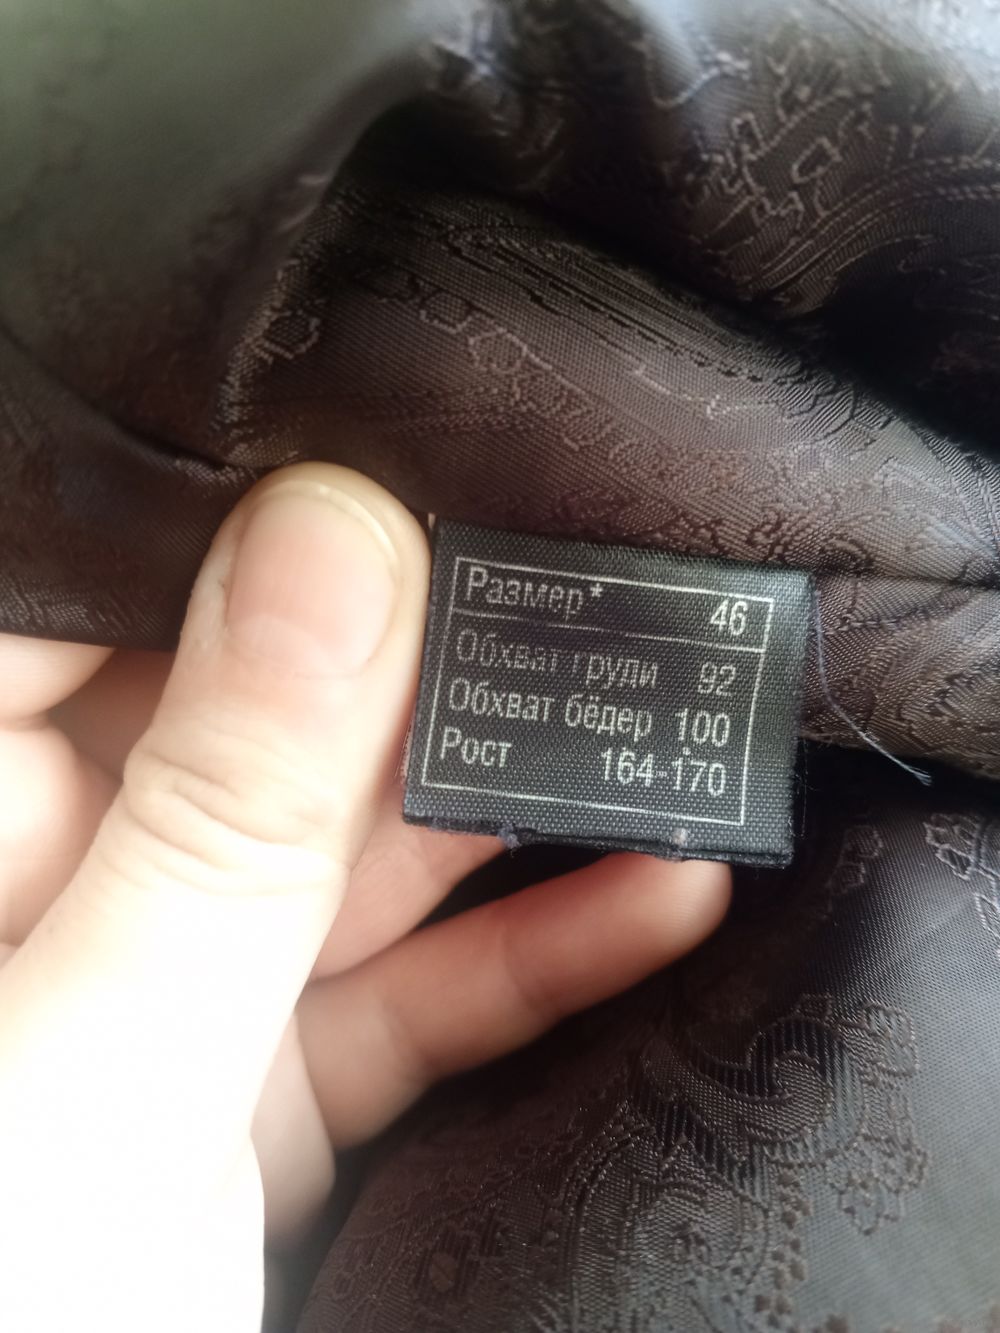 Размер* 46
Обхват груди 92
Обхват бёдер 100
Рост 164-170